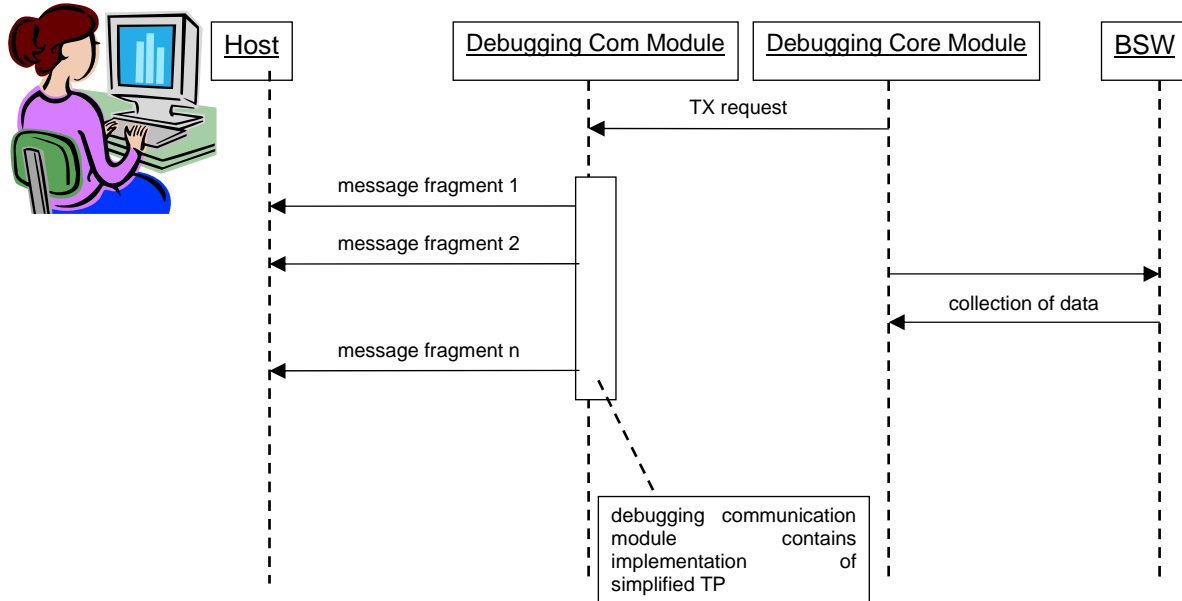 Host
Debugging Com Module
Debugging Core Module
BSW
TX request
message fragment 1
message fragment 2
collection of data
message fragment n
debugging communication
module contains
implementation of
simplified TP